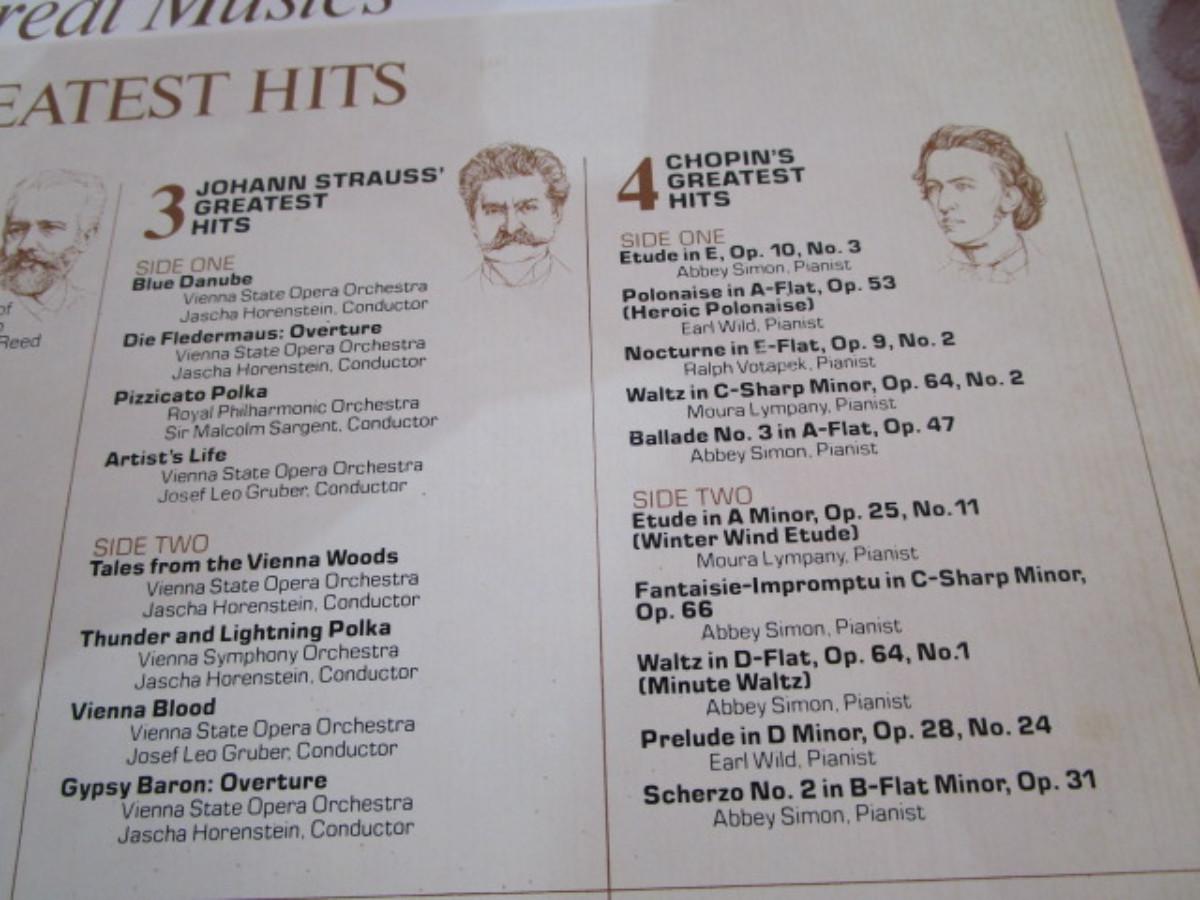 Musics
HITS
of
Reed
3 JOHANN STRAUSS'
GREATEST
HITS
SIDE ONE
Blue Danube
Vienna State Opera Orchestra
Jascha Horenstein, Conductor
Die Fledermaus: Overture
Vienna State Opera Orchestra
Jascha Horenstein, Conductor
Pizzicato Polka
Royal Philharmonic Orchestra
Sir Malcolm Sargent, Conductor
Artist's Life
Vienna State Opera Orchestra
Josef Leo Gruber, Conductor
SIDE TWO
Tales from the Vienna Woods
Vienna State Opera Orchestra
Jascha Horenstein, Conductor
Thunder and Lightning Polka
Vienna Symphony Orchestra
Jascha Horenstein, Conductor
Vienna Blood
Vienna State Opera Orchestra
Josef Leo Gruber, Conductor
Gypsy Baron: Overture
Vienna State Opera Orchestra
Jascha Horenstein, Conductor
4 CHOPIN'S
GREATEST
HITS
SIDE ONE
Etude in E, Op. 10, No. 3
Abbey Simon, Pianist
Polonaise in A-Flat, Op. 53
(Heroic Polonaise)
Earl Wild, Pianist
Nocturne in E-Flat, Op. 9, No. 2
Ralph Votapek, Pianist
Waltz in C-Sharp Minor, Op. 64, No. 2
Moura Lympany, Pianist
Ballade No. 3 in A-Flat, Op. 47
Abbey Simon, Pianist
SIDE TWO
Etude in A Minor, Op. 25, No. 11
(Winter Wind Etude)
Moura Lympany, Pianist
Fantaisie-Impromptu in C-Sharp Minor,
Op. 66
Abbey Simon, Pianist
Waltz in D-Flat, Op. 64, No.1
(Minute Waltz)
Abbey Simon, Pianist
Prelude in D Minor, Op. 28, No. 24
Earl Wild, Pianist
Scherzo No. 2 in B-Flat Minor, Op. 31
Abbey Simon, Pianist